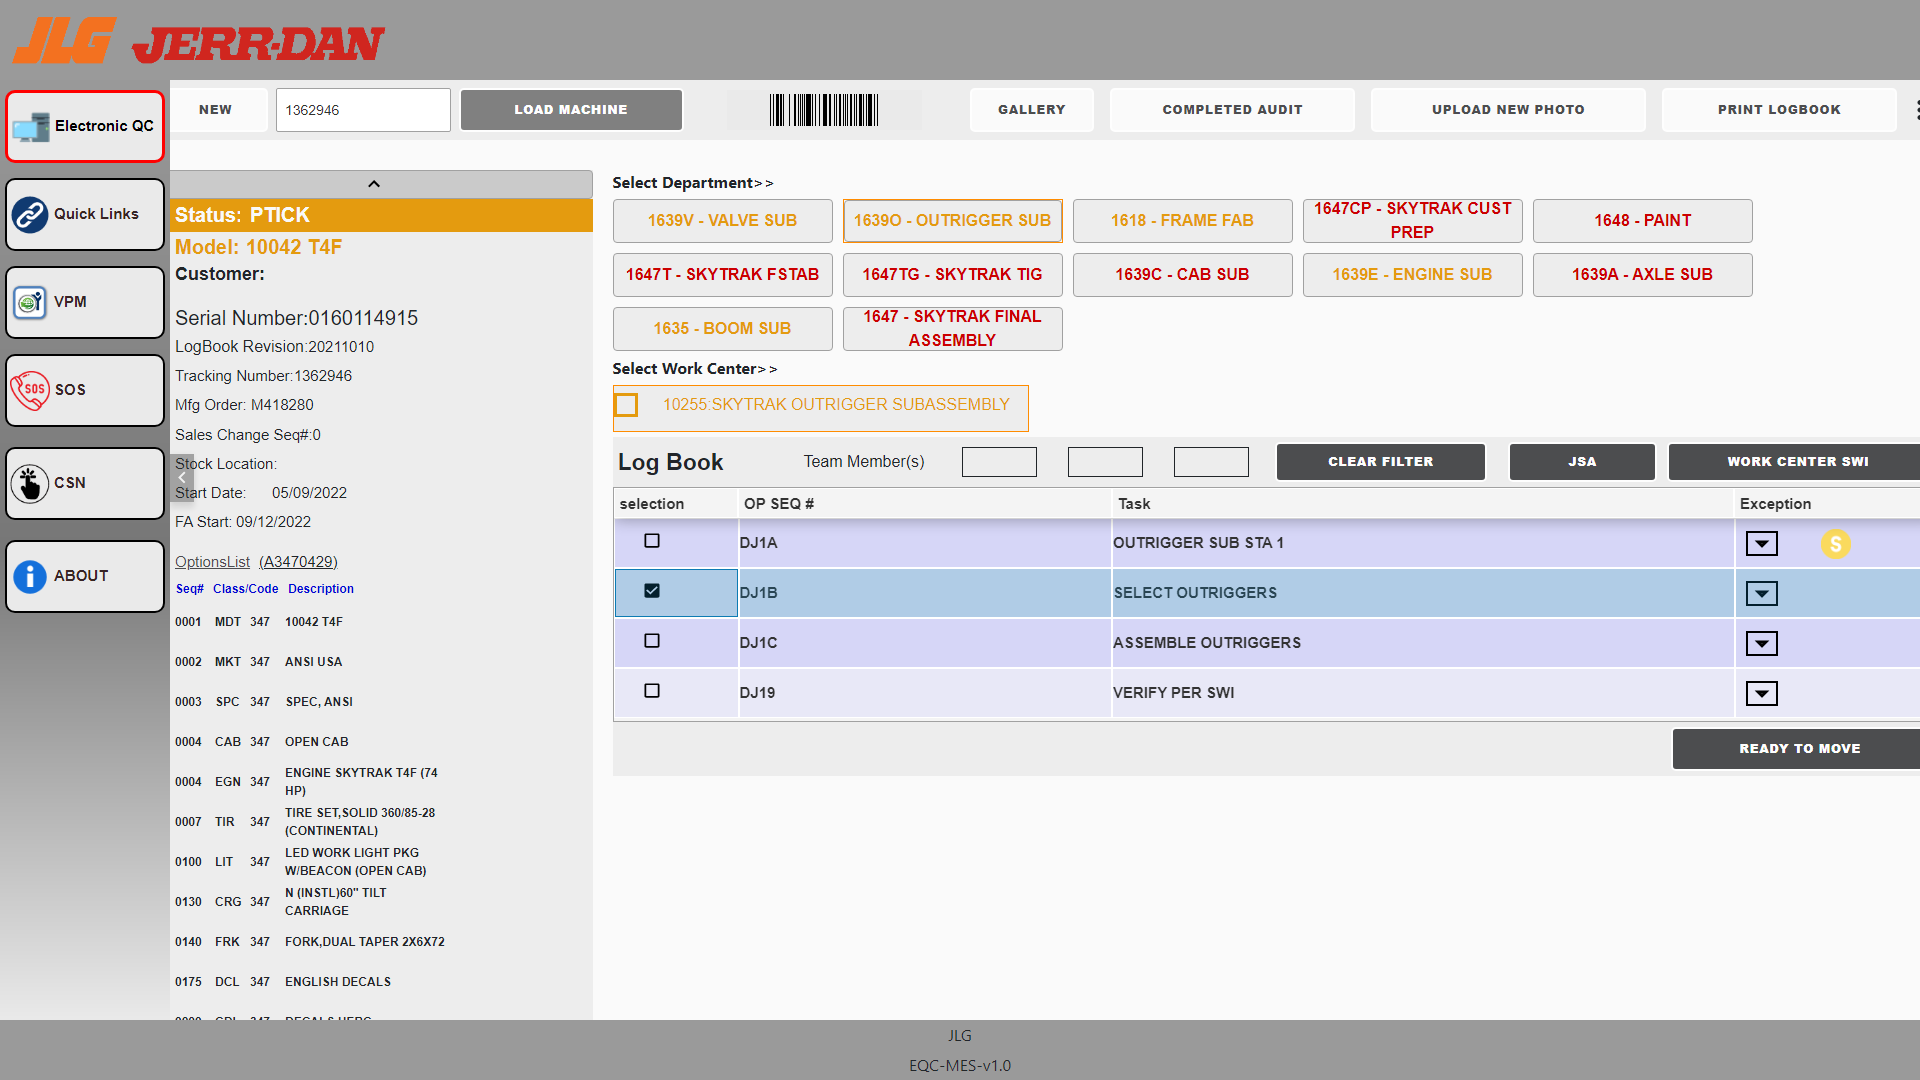 JLG JERR-DAN
Electronic QC
Quick Links
VPM
SOS
SOS
CSN
ABOUT
NEW
1362946
LOAD MACHINE
GALLERY
COMPLETED AUDIT
UPLOAD NEW PHOTO
PRINT LOGBOOK
Status: PTICK
Model: 10042 T4F
Customer:
Serial Number:0160114915
LogBook Revision:20211010
Tracking Number:1362946
Mfg Order: M418280
Sales Change Seq#:0
Stock Location:
Start Date: 05/09/2022
FA Start: 09/12/2022
OptionsList (A3470429)
Seq# Class/Code Description
0001 MDT 347 10042 T4F
0002 MKT 347 ANSI USA
0003 SPC 347 SPEC, ANSI
0004 CAB 347 OPEN CAB
0004 EGN 347 ENGINE SKYTRAK T4F (74
HP)
0007 TIR 347 TIRE SET,SOLID 360/85-28
(CONTINENTAL)
0100 LIT 347 LED WORK LIGHT PKG
W/BEACON (OPEN CAB)
0130 CRG 347 N (INSTL)60" TILT
CARRIAGE
0140 FRK 347 FORK,DUAL TAPER 2X6X72
0175 DCL 347 ENGLISH DECALS
Select Department>>
1639V - VALVE SUB
1639O - OUTRIGGER SUB
1618 - FRAME FAB
1647CP - SKYTRAK CUST
PREP
1648 - PAINT
1647T - SKYTRAK FSTAB
1647TG - SKYTRAK TIG
1639C - CAB SUB
1639E - ENGINE SUB
1639A - AXLE SUB
1635 - BOOM SUB
1647 - SKYTRAK FINAL
ASSEMBLY
Select Work Center>>
10255:SKYTRAK OUTRIGGER SUBASSEMBLY
Log Book
Team Member(s)
CLEAR FILTER
JSA
WORK CENTER SWI
selection OP SEQ # Task Exception
DJ1A OUTRIGGER SUB STA 1 S
DJ1B SELECT OUTRIGGERS
DJ1C ASSEMBLE OUTRIGGERS
DJ19 VERIFY PER SWI
READY TO MOVE
JLG
EQC-MES-v1.0